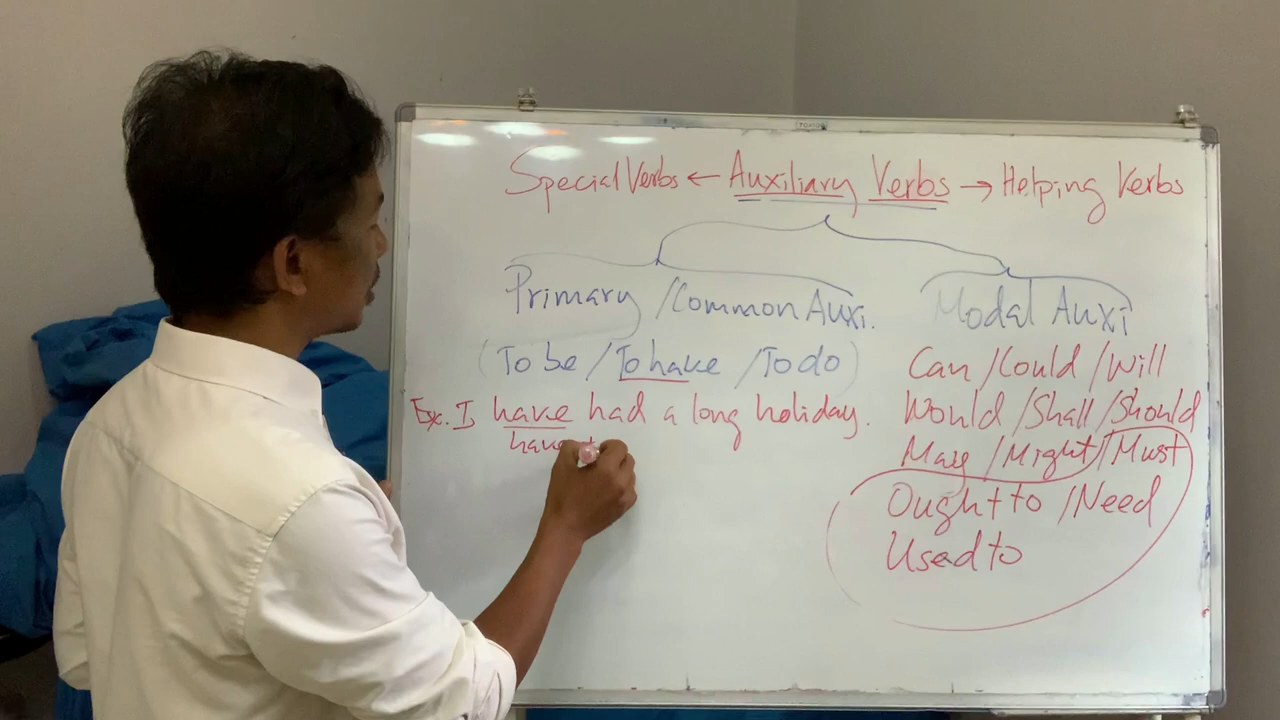 Special Verbs ← Auxiliary Verbs → Helping Verbs
Primary / Common Auxi.
(To be / To have / To do)
Ex. I have had a long holiday.
have
Modal Auxi
Can / Could / Will
Would / Shall / Should
May / Might / Must
Ought to / Need
Used to